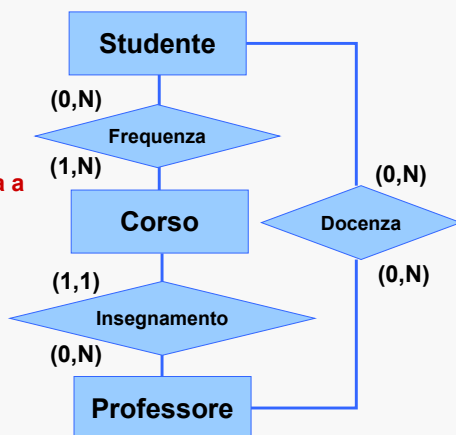 Studente
(0,N)
Frequenza
(1,N)
a a
(0,N)
Corso
Docenza
(1,1)
(0,N)
Insegnamento
(0,N)
Professore